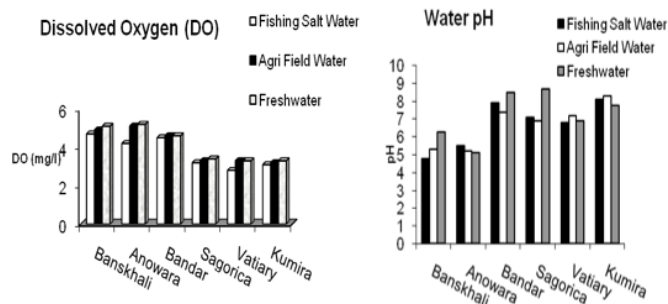 Dissolved Oxygen (DO)
Fishing Salt Water
Agri Field Water
Freshwater
6
4
2
0
DO (mg/l)
Banskhali
Anowara
Bandar
Sagorica
Vatiary
Kumira
Water pH
Fishing Salt Water
Agri Field Water
Freshwater
10
9
8
7
6
5
4
3
2
1
0
pH
Banskhali
Anowara
Bandar
Sagorica
Vatiary
Kumira